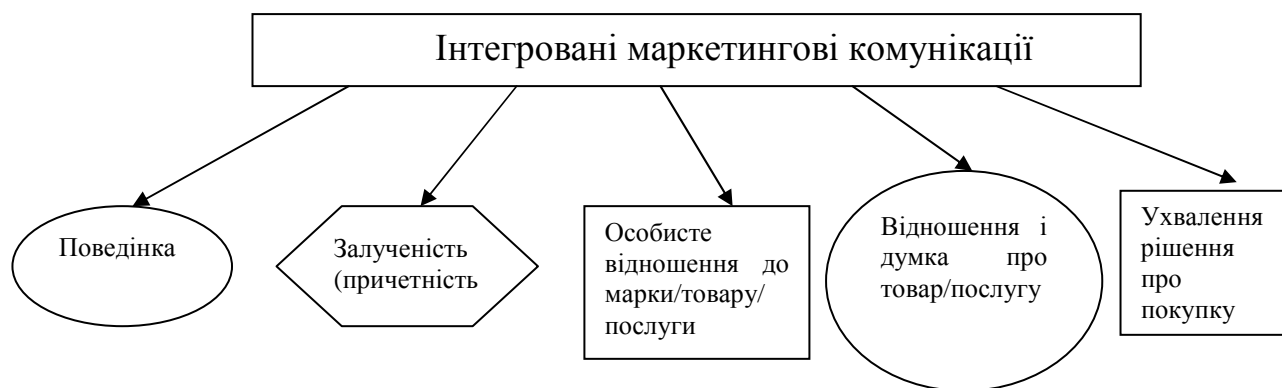 Інтегровані маркетингові комунікації
Поведінка
Залученість
(причетність
Особисте
відношення до
марки/товару/
послуги
Відношення і
думка про
товар/послугу
Ухвалення
рішення
про
покупку